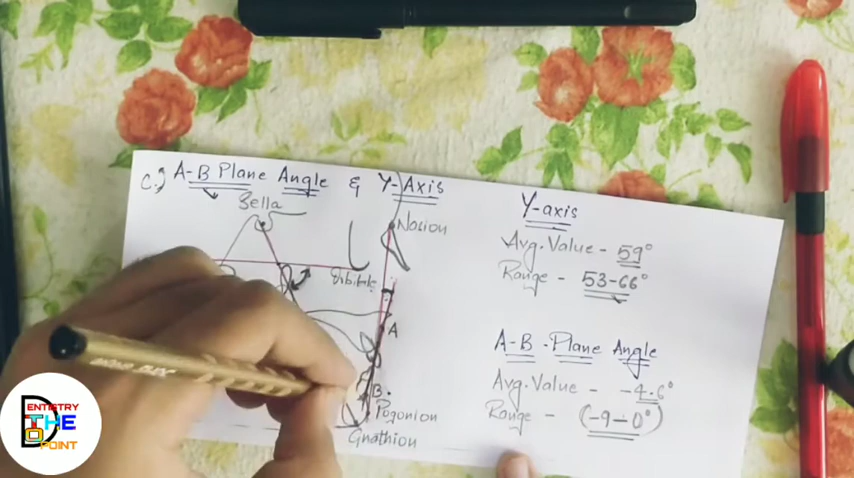 C.) A-B Plane Angle & Y-Axis
Sella
Nasion
Orbitale
A
B
Pogonion
Gnathion
Y-axis
Avg. Value - 59°
Range - 53-66°
A-B - Plane Angle
Avg. Value - -4.6°
Range - (-9-0°)
DENTISTRY
THE
TO POINT